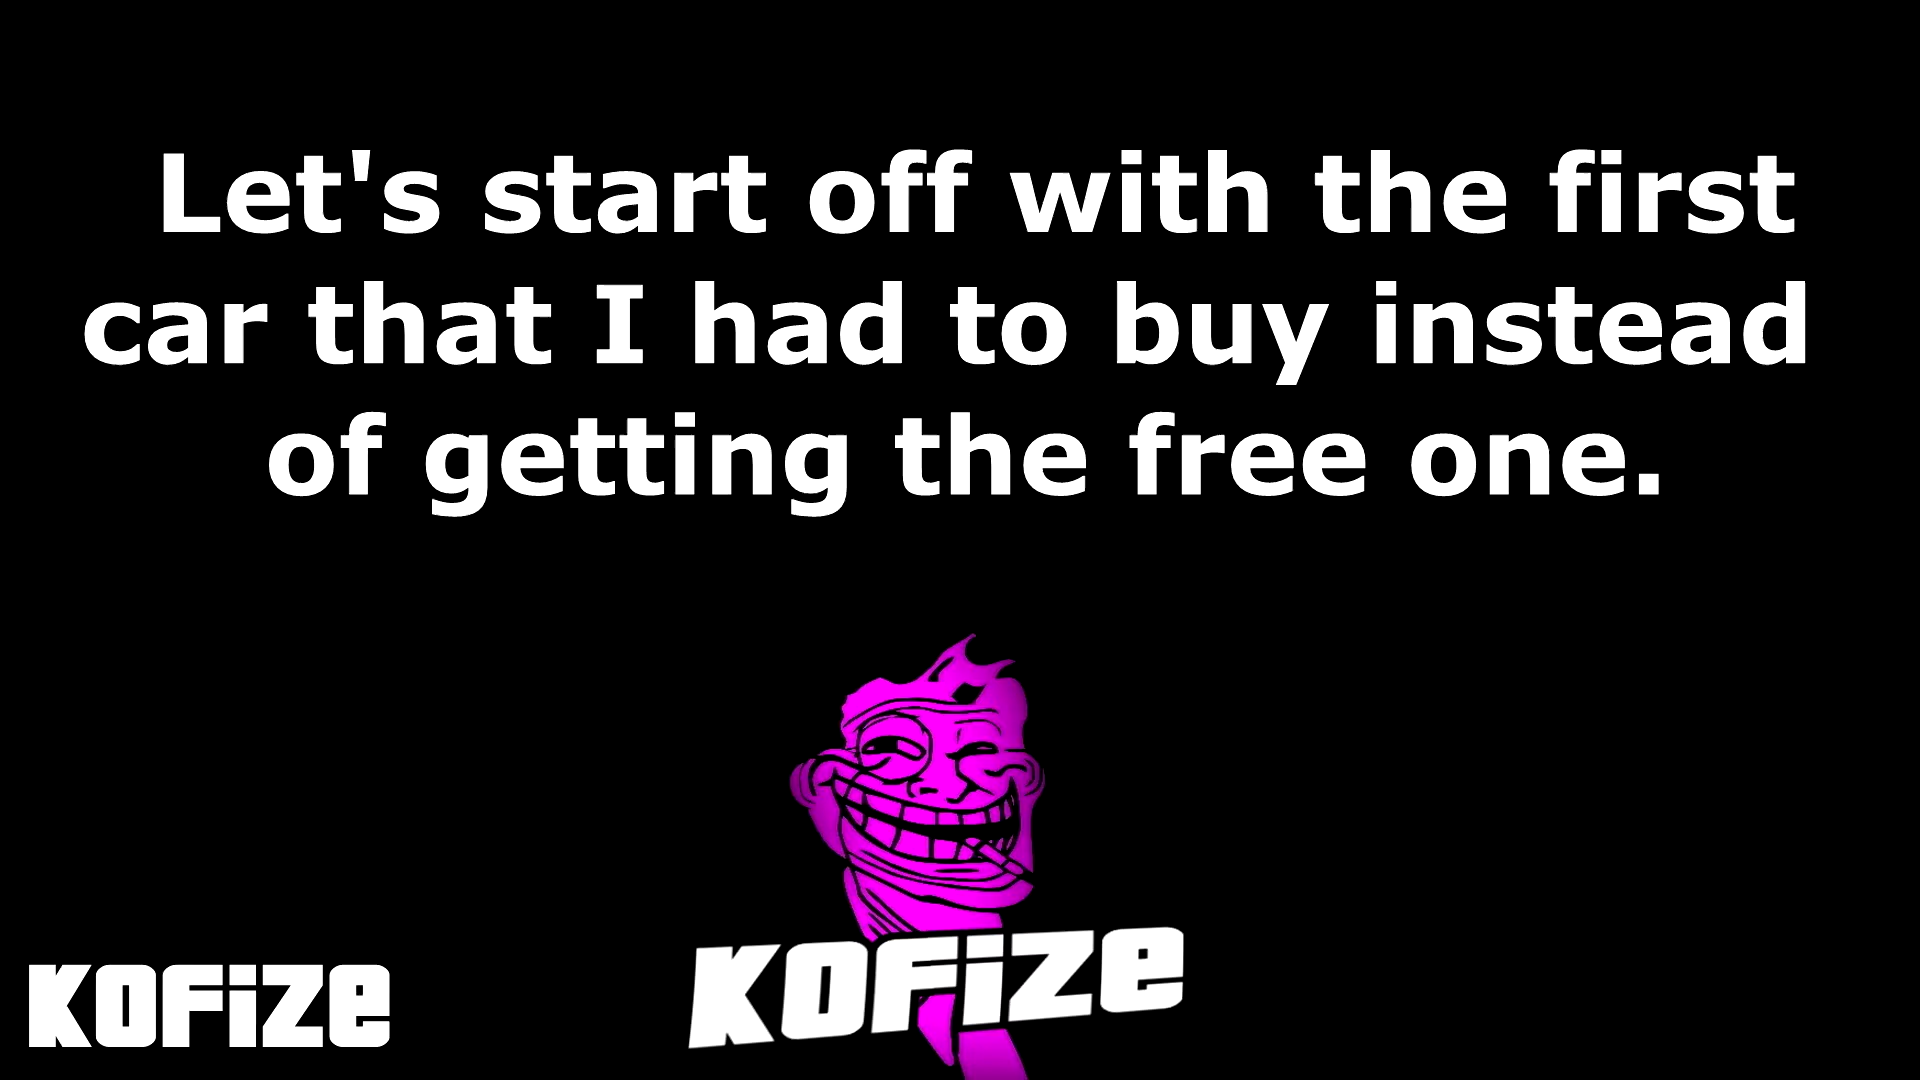 Let's start off with the first
car that I had to buy instead
of getting the free one.
KOFiZe
KOFiZe